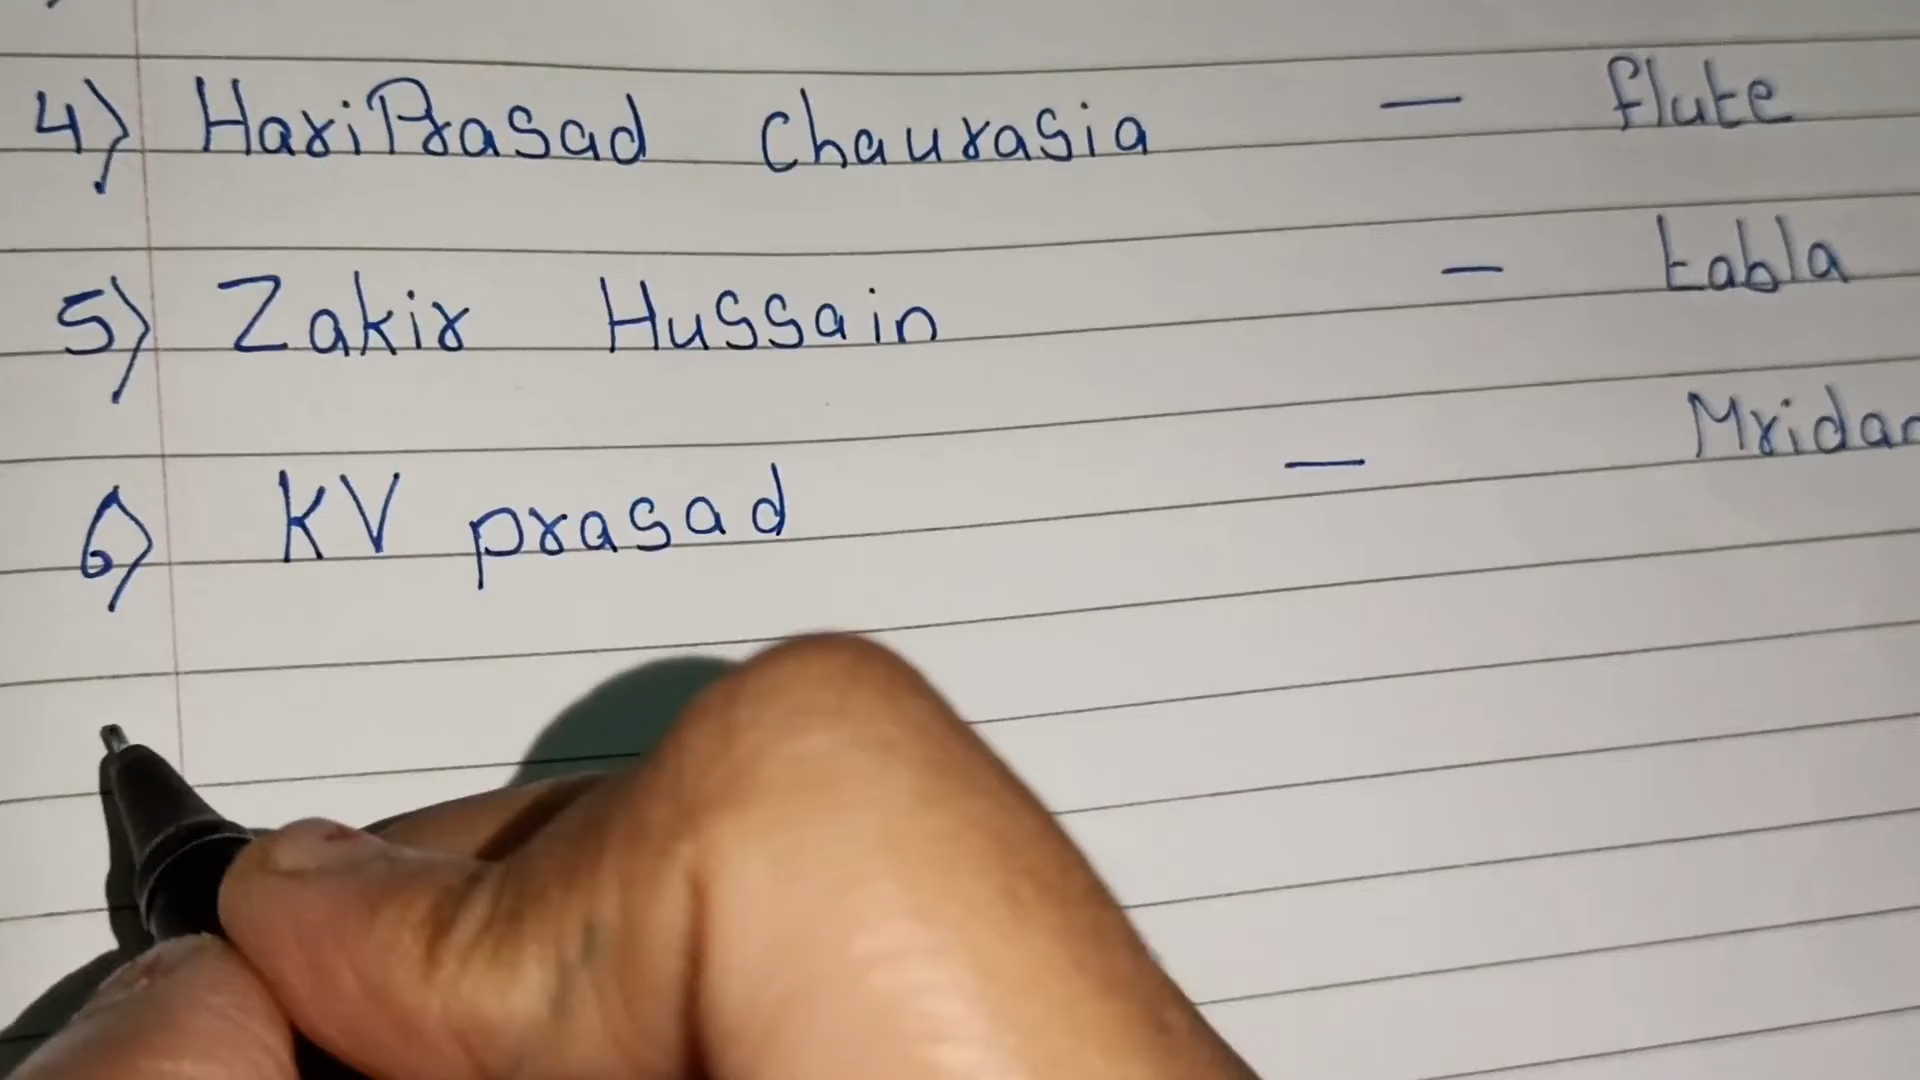 4) HariPrasad Chaurasia — flute
5) Zakir Hussain — tabla
6) KV prasad — Mridan